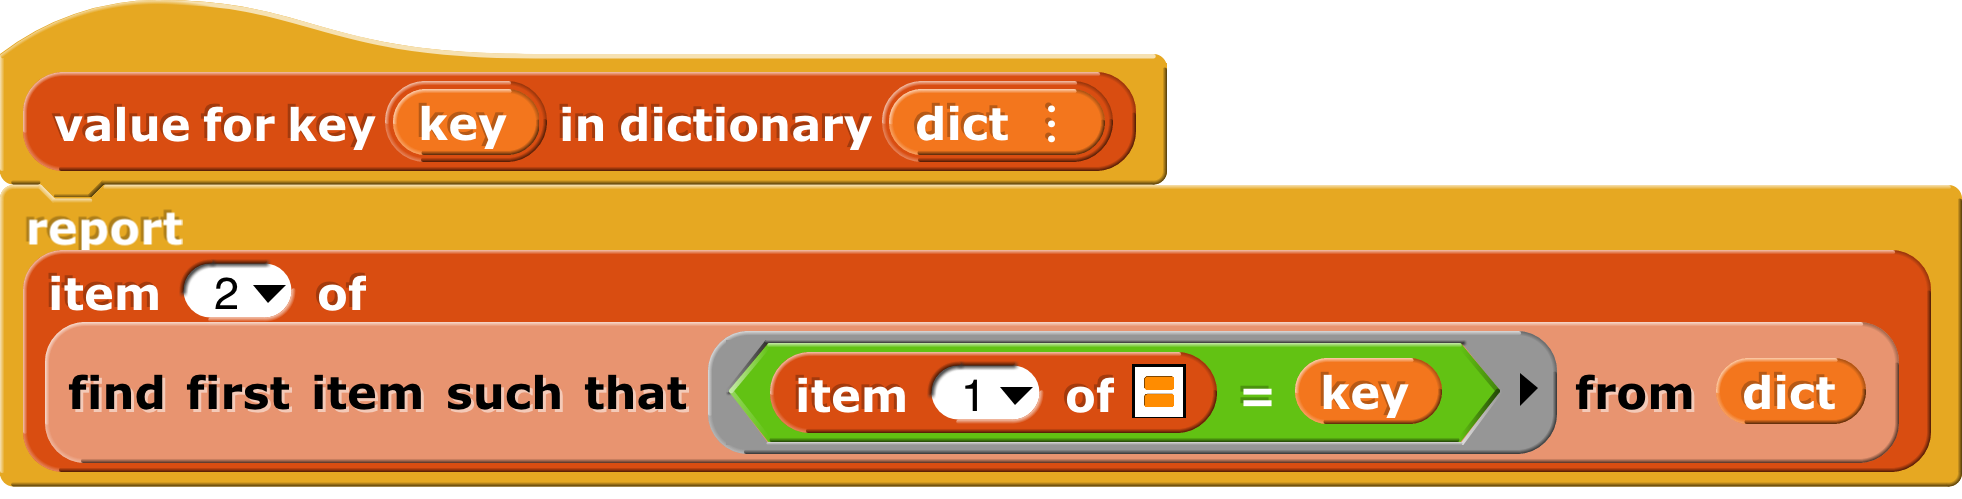 value for key key in dictionary dict ⋮
report
item 2 of
find first item such that item 1 of = key from dict